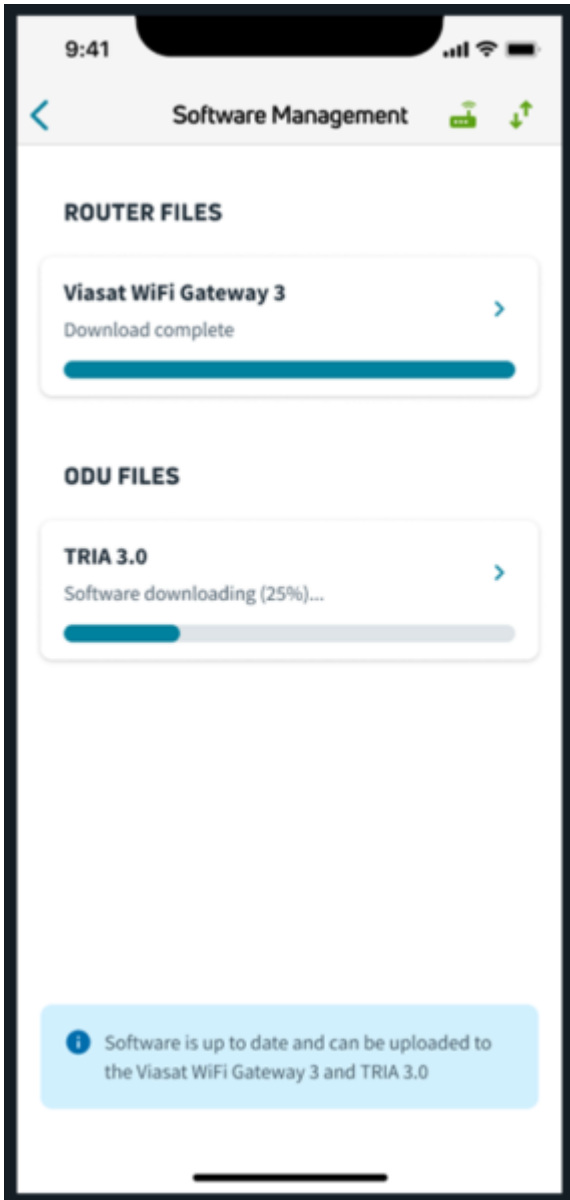 9:41
Software Management
ROUTER FILES
Viasat WiFi Gateway 3
Download complete
ODU FILES
TRIA 3.0
Software downloading (25%)...
Software is up to date and can be uploaded to
the Viasat WiFi Gateway 3 and TRIA 3.0